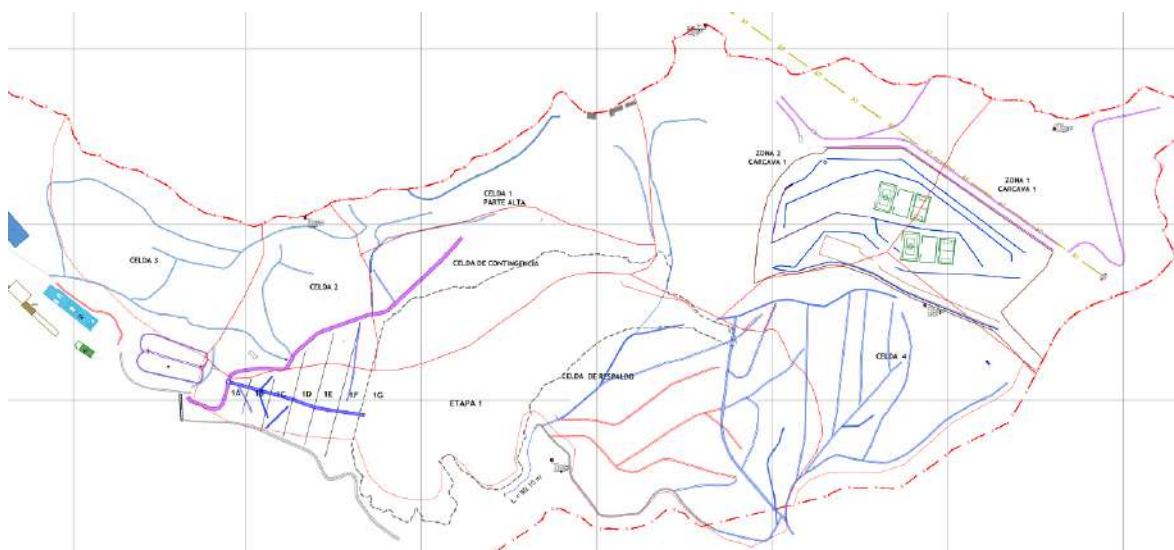 ZONA 2
CARCAVA 1
ZONA 1
CARCAVA 1
CELDA 1
PARTE ALTA
CELDA 3
CELDA DE CONTINGENCIA
CELDA 2
CELDA 4
CELDA DE RESPALDO
1A
1B
1C
1D
1E
1F
1G
ETAPA 1